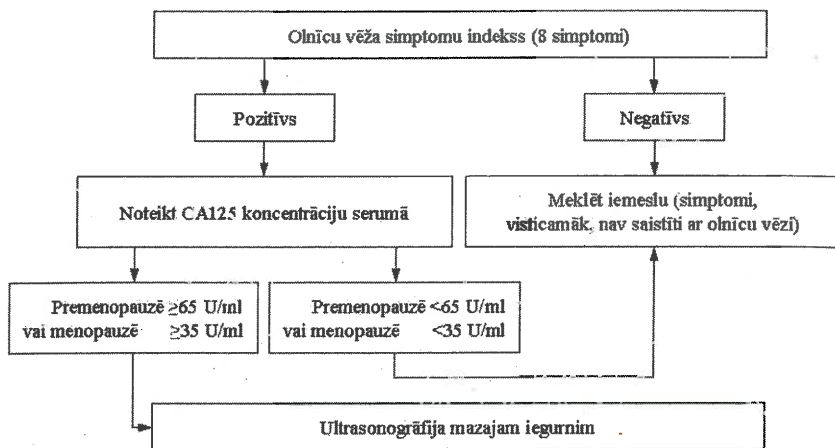 Olnīcu vēža simptomu indekss (8 simptomi)
Pozitīvs
Negatīvs
Noteikt CA125 koncentrāciju serumā
Meklēt iemeslu (simptomi,
visticamāk, nav saistīti ar olnīcu vēzi)
Premenopauzē ≥65 U/ml
vai menopauzē ≥35 U/ml
Premenopauzē <65 U/ml
vai menopauzē <35 U/ml
Ultrasonogrāfija mazajam iegurnim